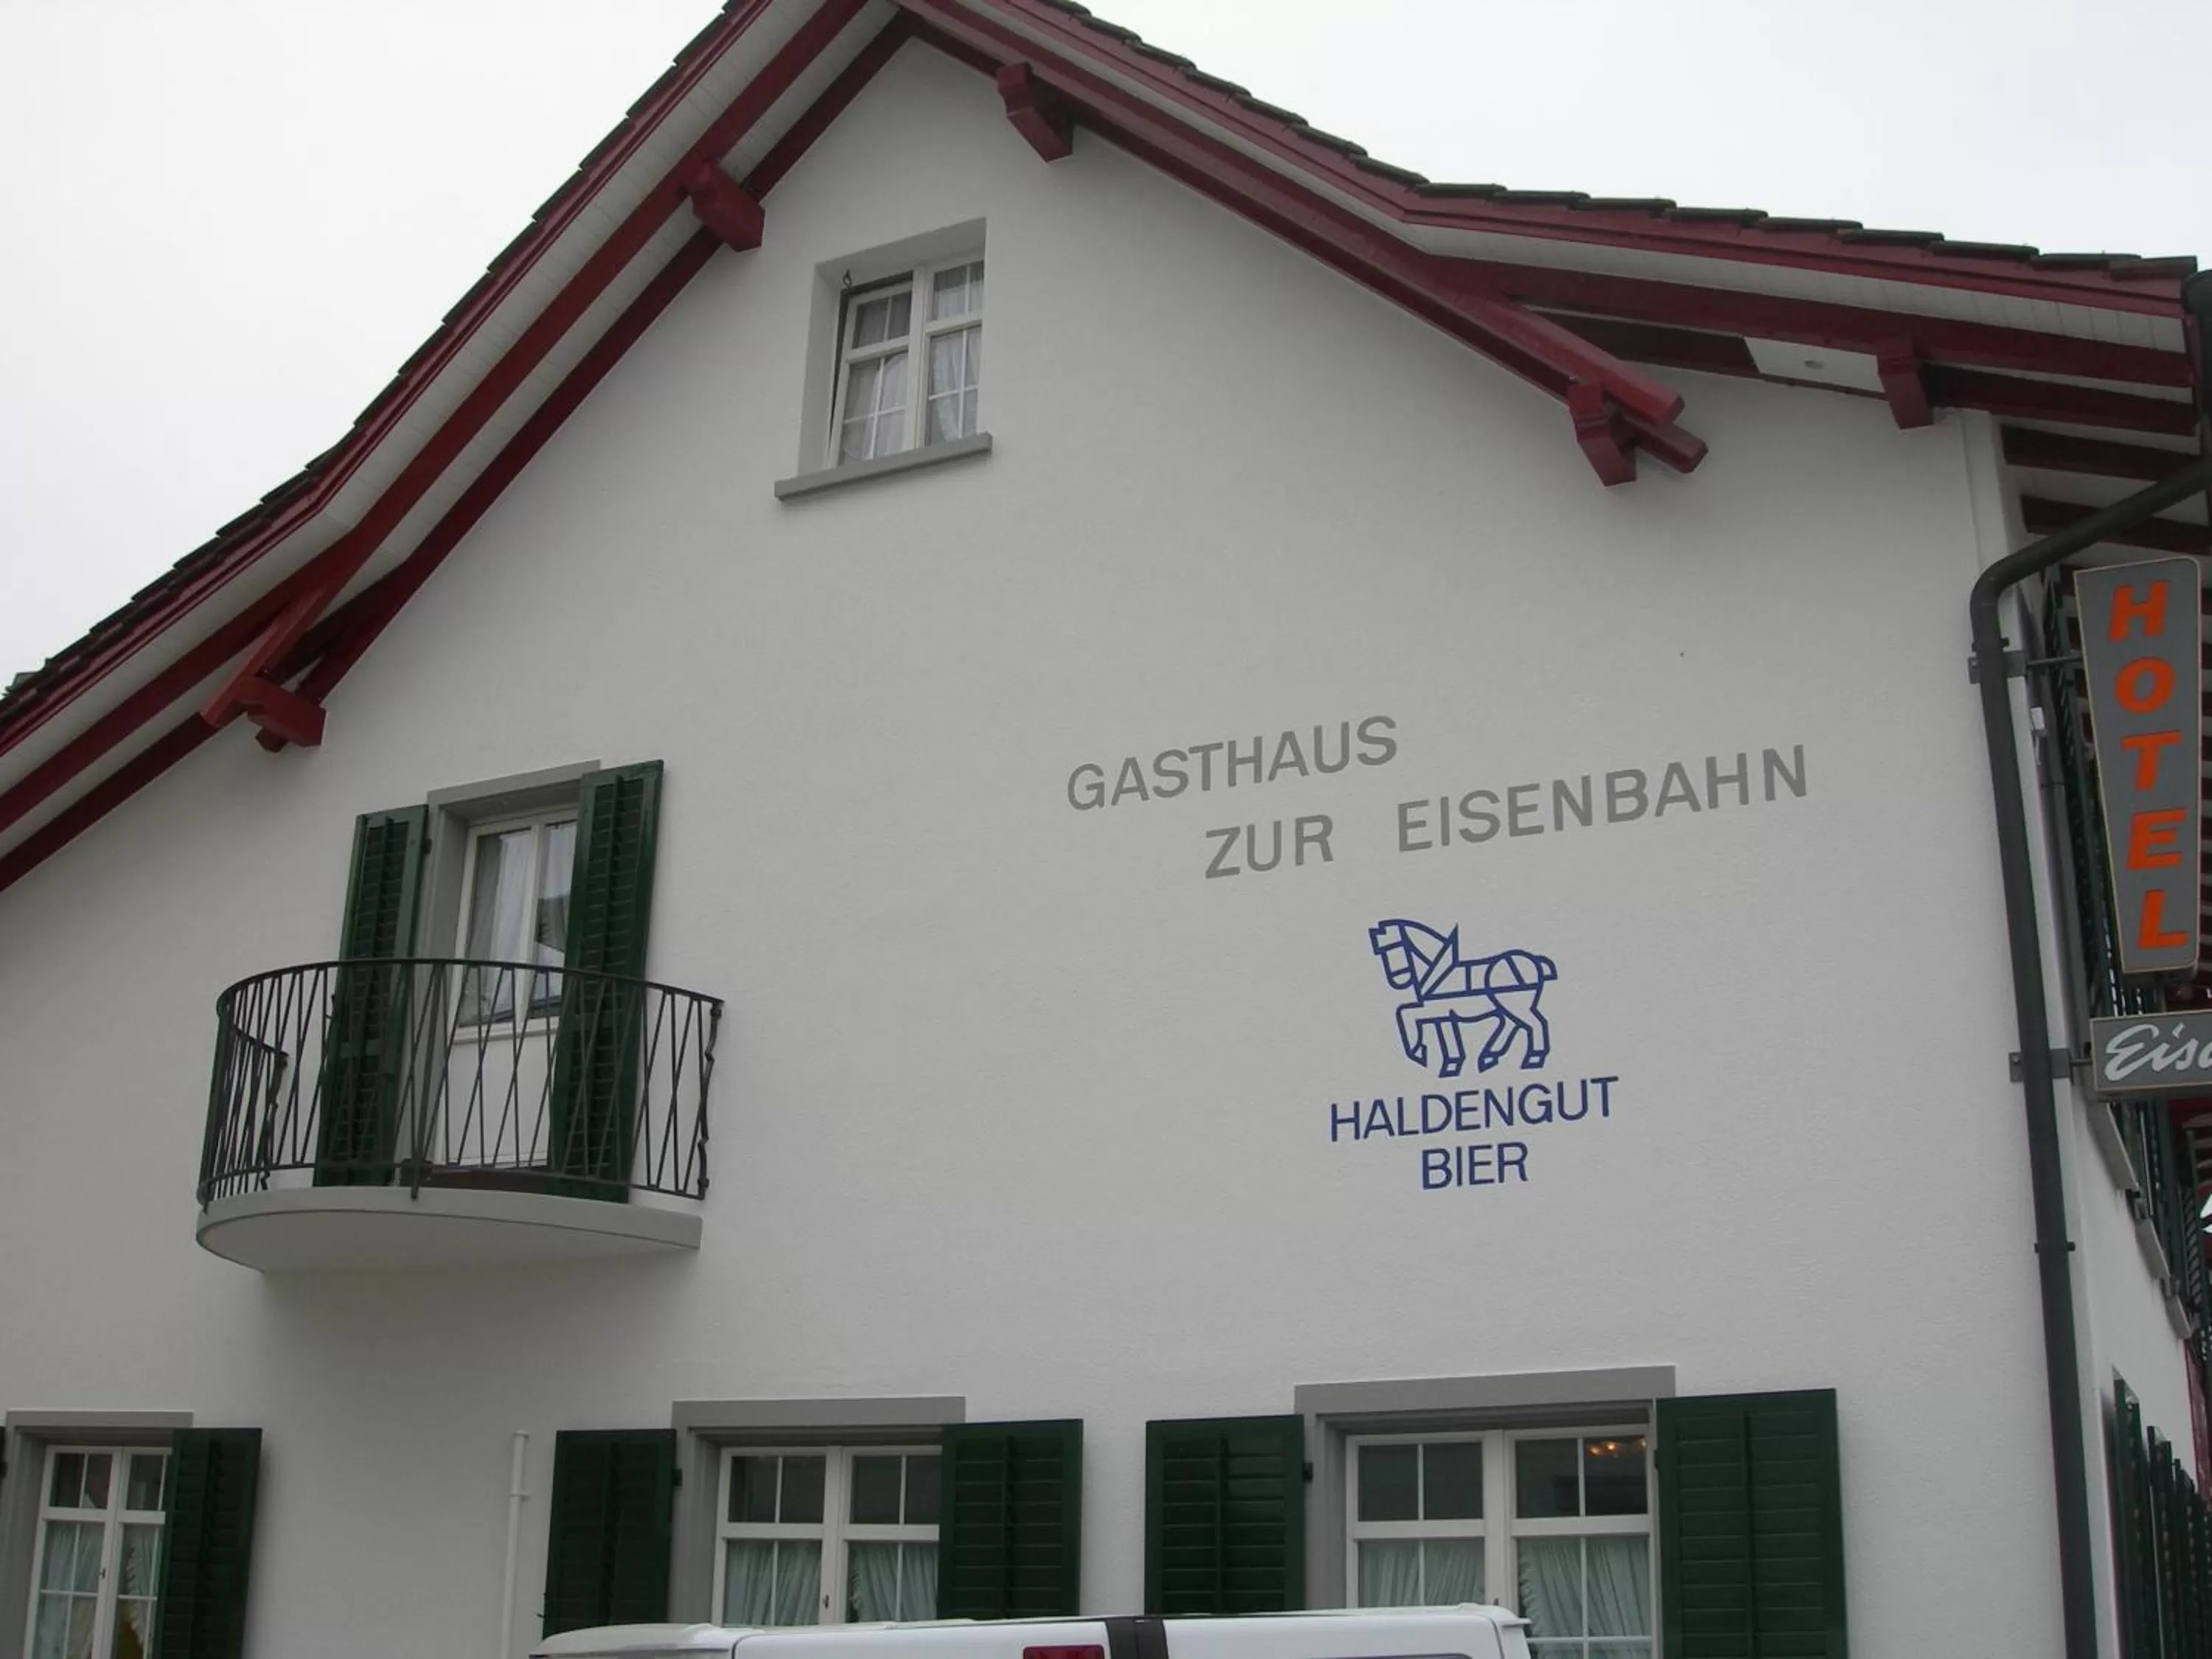 GASTHAUS
ZUR EISENBAHN
HALDENGUT
BIER
HOTEL